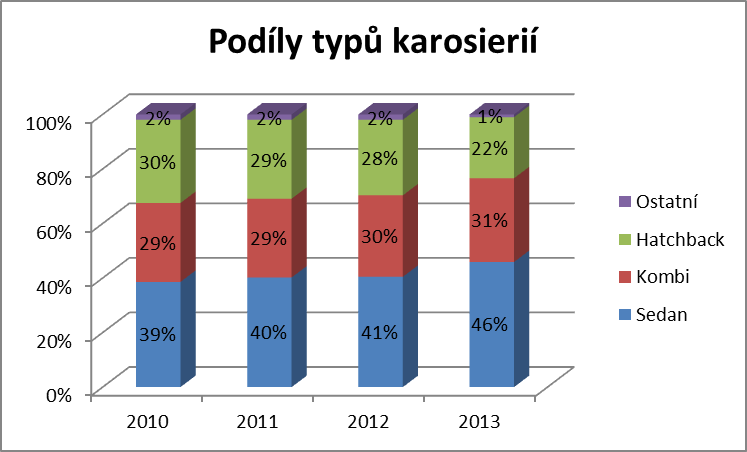 Podíly typů karosierií
100%
80%
60%
40%
20%
0%
2% 2% 2% 1%
30% 29% 28% 22%
29% 29% 30% 31%
39% 40% 41% 46%
2010 2011 2012 2013
Ostatní
Hatchback
Kombi
Sedan